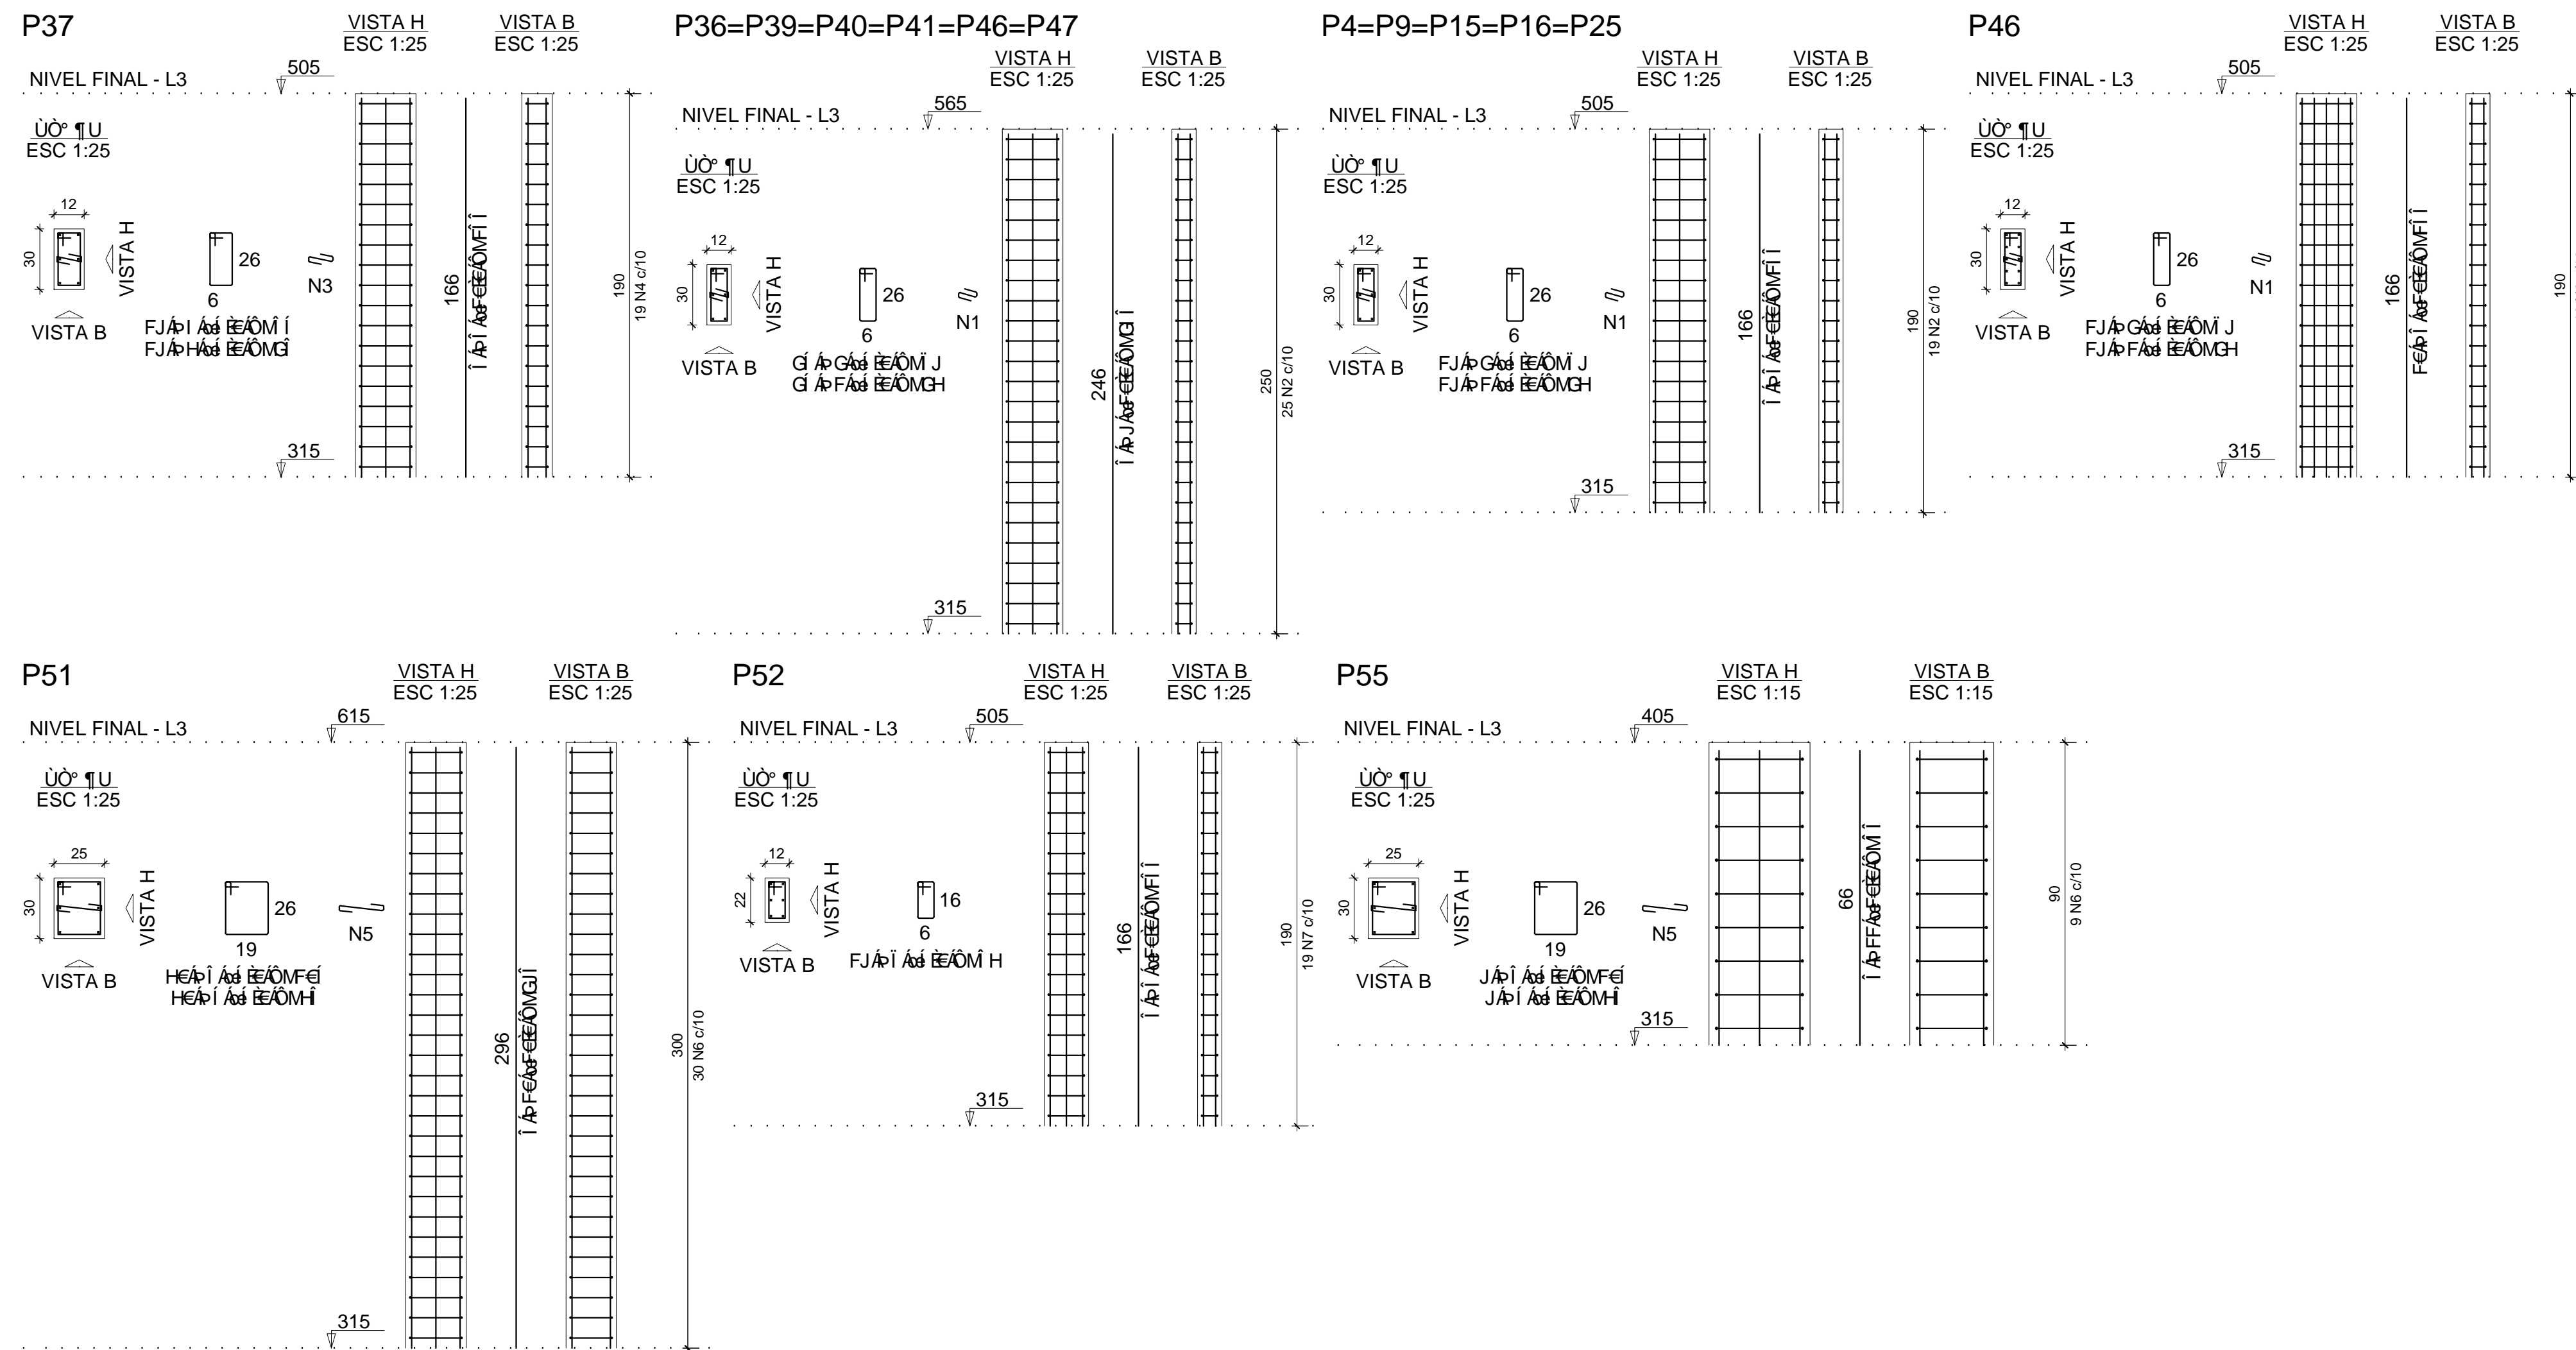 P37
VISTA H
ESC 1:25
VISTA B
ESC 1:25
NIVEL FINAL - L3
505
ESC 1:25
12
30
VISTA H
VISTA B
26
6
N3
166
190
19 N4 c/10
315
P36=P39=P40=P41=P46=P47
VISTA H
ESC 1:25
VISTA B
ESC 1:25
NIVEL FINAL - L3
565
ESC 1:25
12
30
VISTA H
VISTA B
26
6
N1
246
250
25 N2 c/10
315
P4=P9=P15=P16=P25
VISTA H
ESC 1:25
VISTA B
ESC 1:25
NIVEL FINAL - L3
505
ESC 1:25
12
30
VISTA H
VISTA B
26
6
N1
166
190
19 N2 c/10
315
P46
VISTA H
ESC 1:25
VISTA B
ESC 1:25
NIVEL FINAL - L3
505
ESC 1:25
12
30
VISTA H
VISTA B
26
6
N1
166
190
315
P51
VISTA H
ESC 1:25
VISTA B
ESC 1:25
NIVEL FINAL - L3
615
ESC 1:25
25
30
VISTA H
VISTA B
26
19
N5
296
300
30 N6 c/10
315
P52
VISTA H
ESC 1:25
VISTA B
ESC 1:25
NIVEL FINAL - L3
505
ESC 1:25
12
22
VISTA H
VISTA B
16
6
166
190
19 N7 c/10
315
P55
VISTA H
ESC 1:15
VISTA B
ESC 1:15
NIVEL FINAL - L3
405
ESC 1:25
25
30
VISTA H
VISTA B
26
19
N5
66
90
9 N6 c/10
315